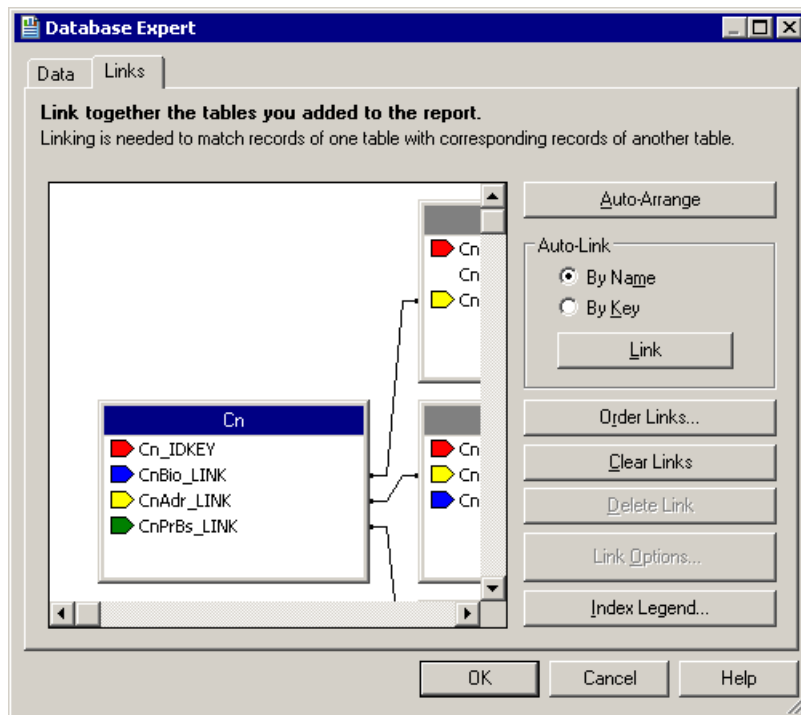 Database Expert
Data
Links
Link together the tables you added to the report.
Linking is needed to match records of one table with corresponding records of another table.
Cn
Cn
Cn
Cn
Cn_IDKEY
CnBio_LINK
CnAdr_LINK
CnPrBs_LINK
Cn
Cn
Cn
Auto-Arrange
Auto-Link
By Name
By Key
Link
Order Links...
Clear Links
Delete Link
Link Options...
Index Legend...
OK
Cancel
Help